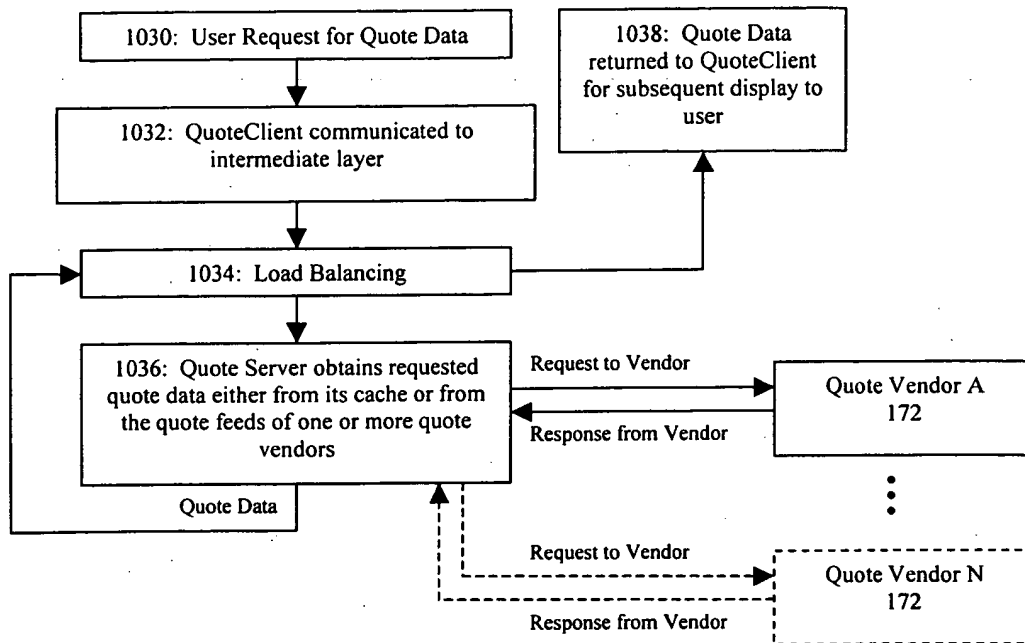 1030: User Request for Quote Data
1038: Quote Data
returned to QuoteClient
for subsequent display to
user
1032: QuoteClient communicated to
intermediate layer
1034: Load Balancing
1036: Quote Server obtains requested
quote data either from its cache or from
the quote feeds of one or more quote
vendors
Request to Vendor
Response from Vendor
Quote Vendor A
172
Quote Data
Request to Vendor
Response from Vendor
Quote Vendor N
172